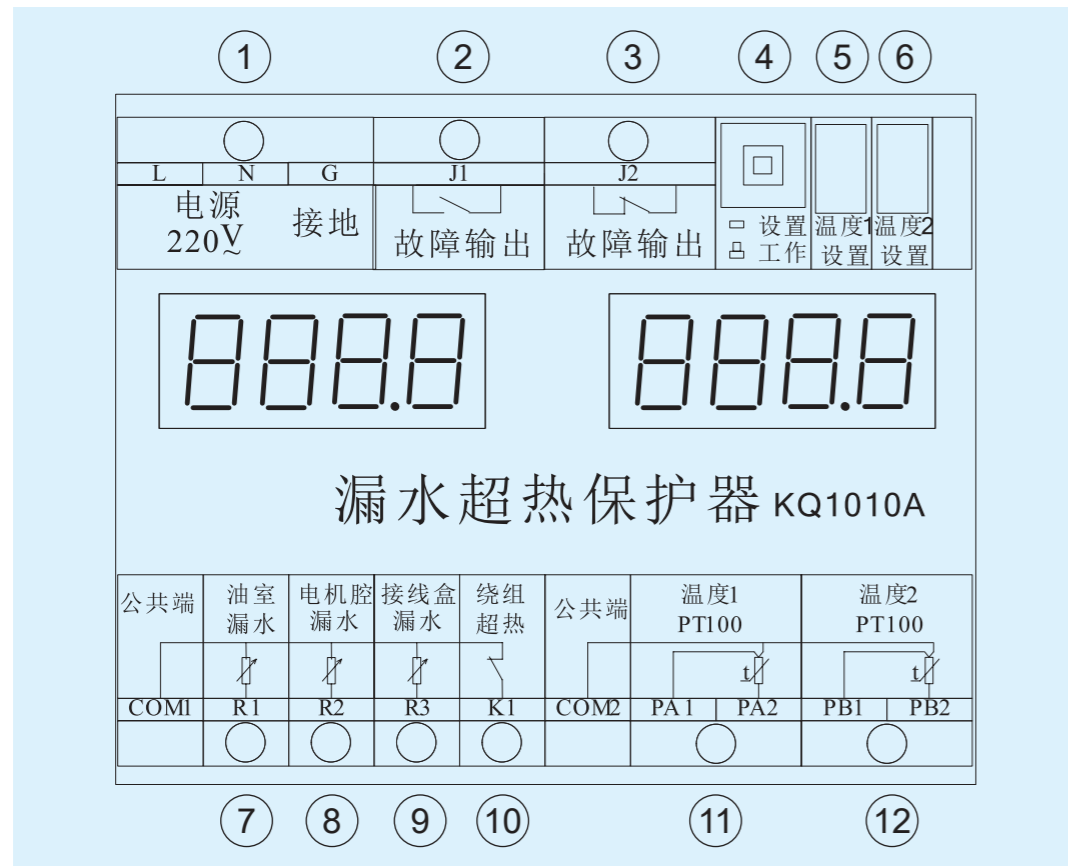 ① ② ③ ④ ⑤ ⑥
L N G J1 J2
电源
220V~
接地
故障输出
故障输出
设置
工作
温度1
设置
温度2
设置
888.8 888.8
漏水超热保护器 KQ1010A
公共端
油室
漏水
电机腔
漏水
接线盒
漏水
绕组
超热
公共端
温度1
PT100
温度2
PT100
t t
COM1 R1 R2 R3 K1 COM2 PA1 PA2 PB1 PB2
⑦ ⑧ ⑨ ⑩ ⑪ ⑫